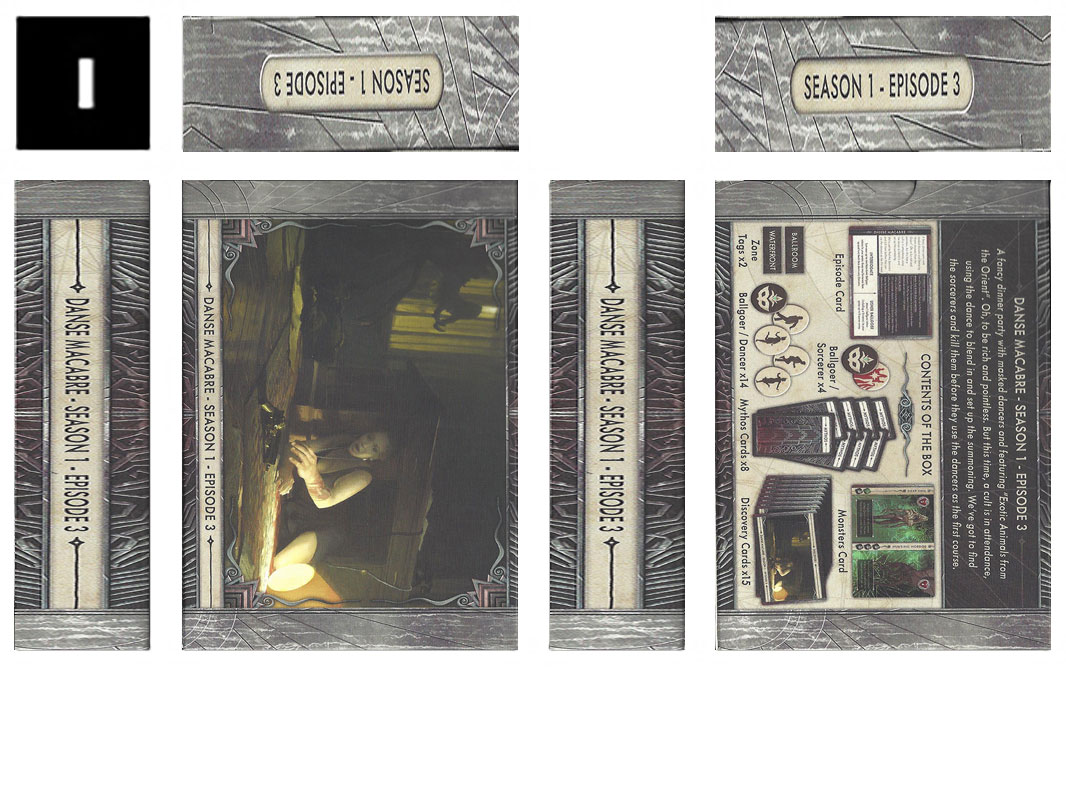 SEASON 1 - EPISODE 3
SEASON 1 - EPISODE 3
DANSE MACABRE - SEASON 1 - EPISODE 3
DANSE MACABRE - SEASON 1 - EPISODE 3
DANSE MACABRE - SEASON 1 - EPISODE 3
DANSE MACABRE - SEASON 1 - EPISODE 3
A fancy dinner party with masked dancers and featuring "Exotic Animals from
the Orient". Oh, to be rich and pointless. But this time, a cult is in attendance,
using the dance to blend in and set up the summoning. We've got to find
the sorcerers and kill them before they use the dancers as the first course.
CONTENTS OF THE BOX
Episode Card
Ballgoer /
Sorcerer x4
Monsters Card
BALLROOM
WATERFRONT
Zone
Tags x2
Ballgoer / Dancer x14
Mythos Cards x8
Discovery Cards x15